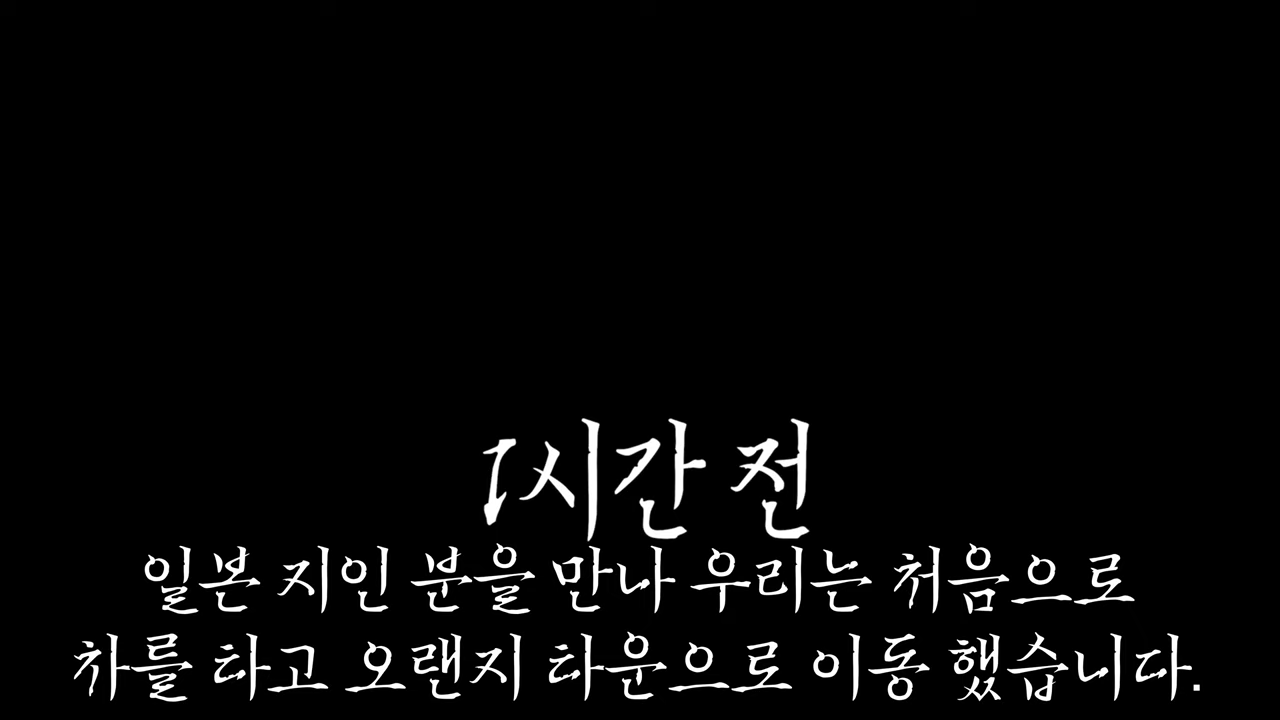 1시간 전
일본 지인 분을 만나 우리는 처음으로
차를 타고 오랜지 타운으로 이동 했습니다.